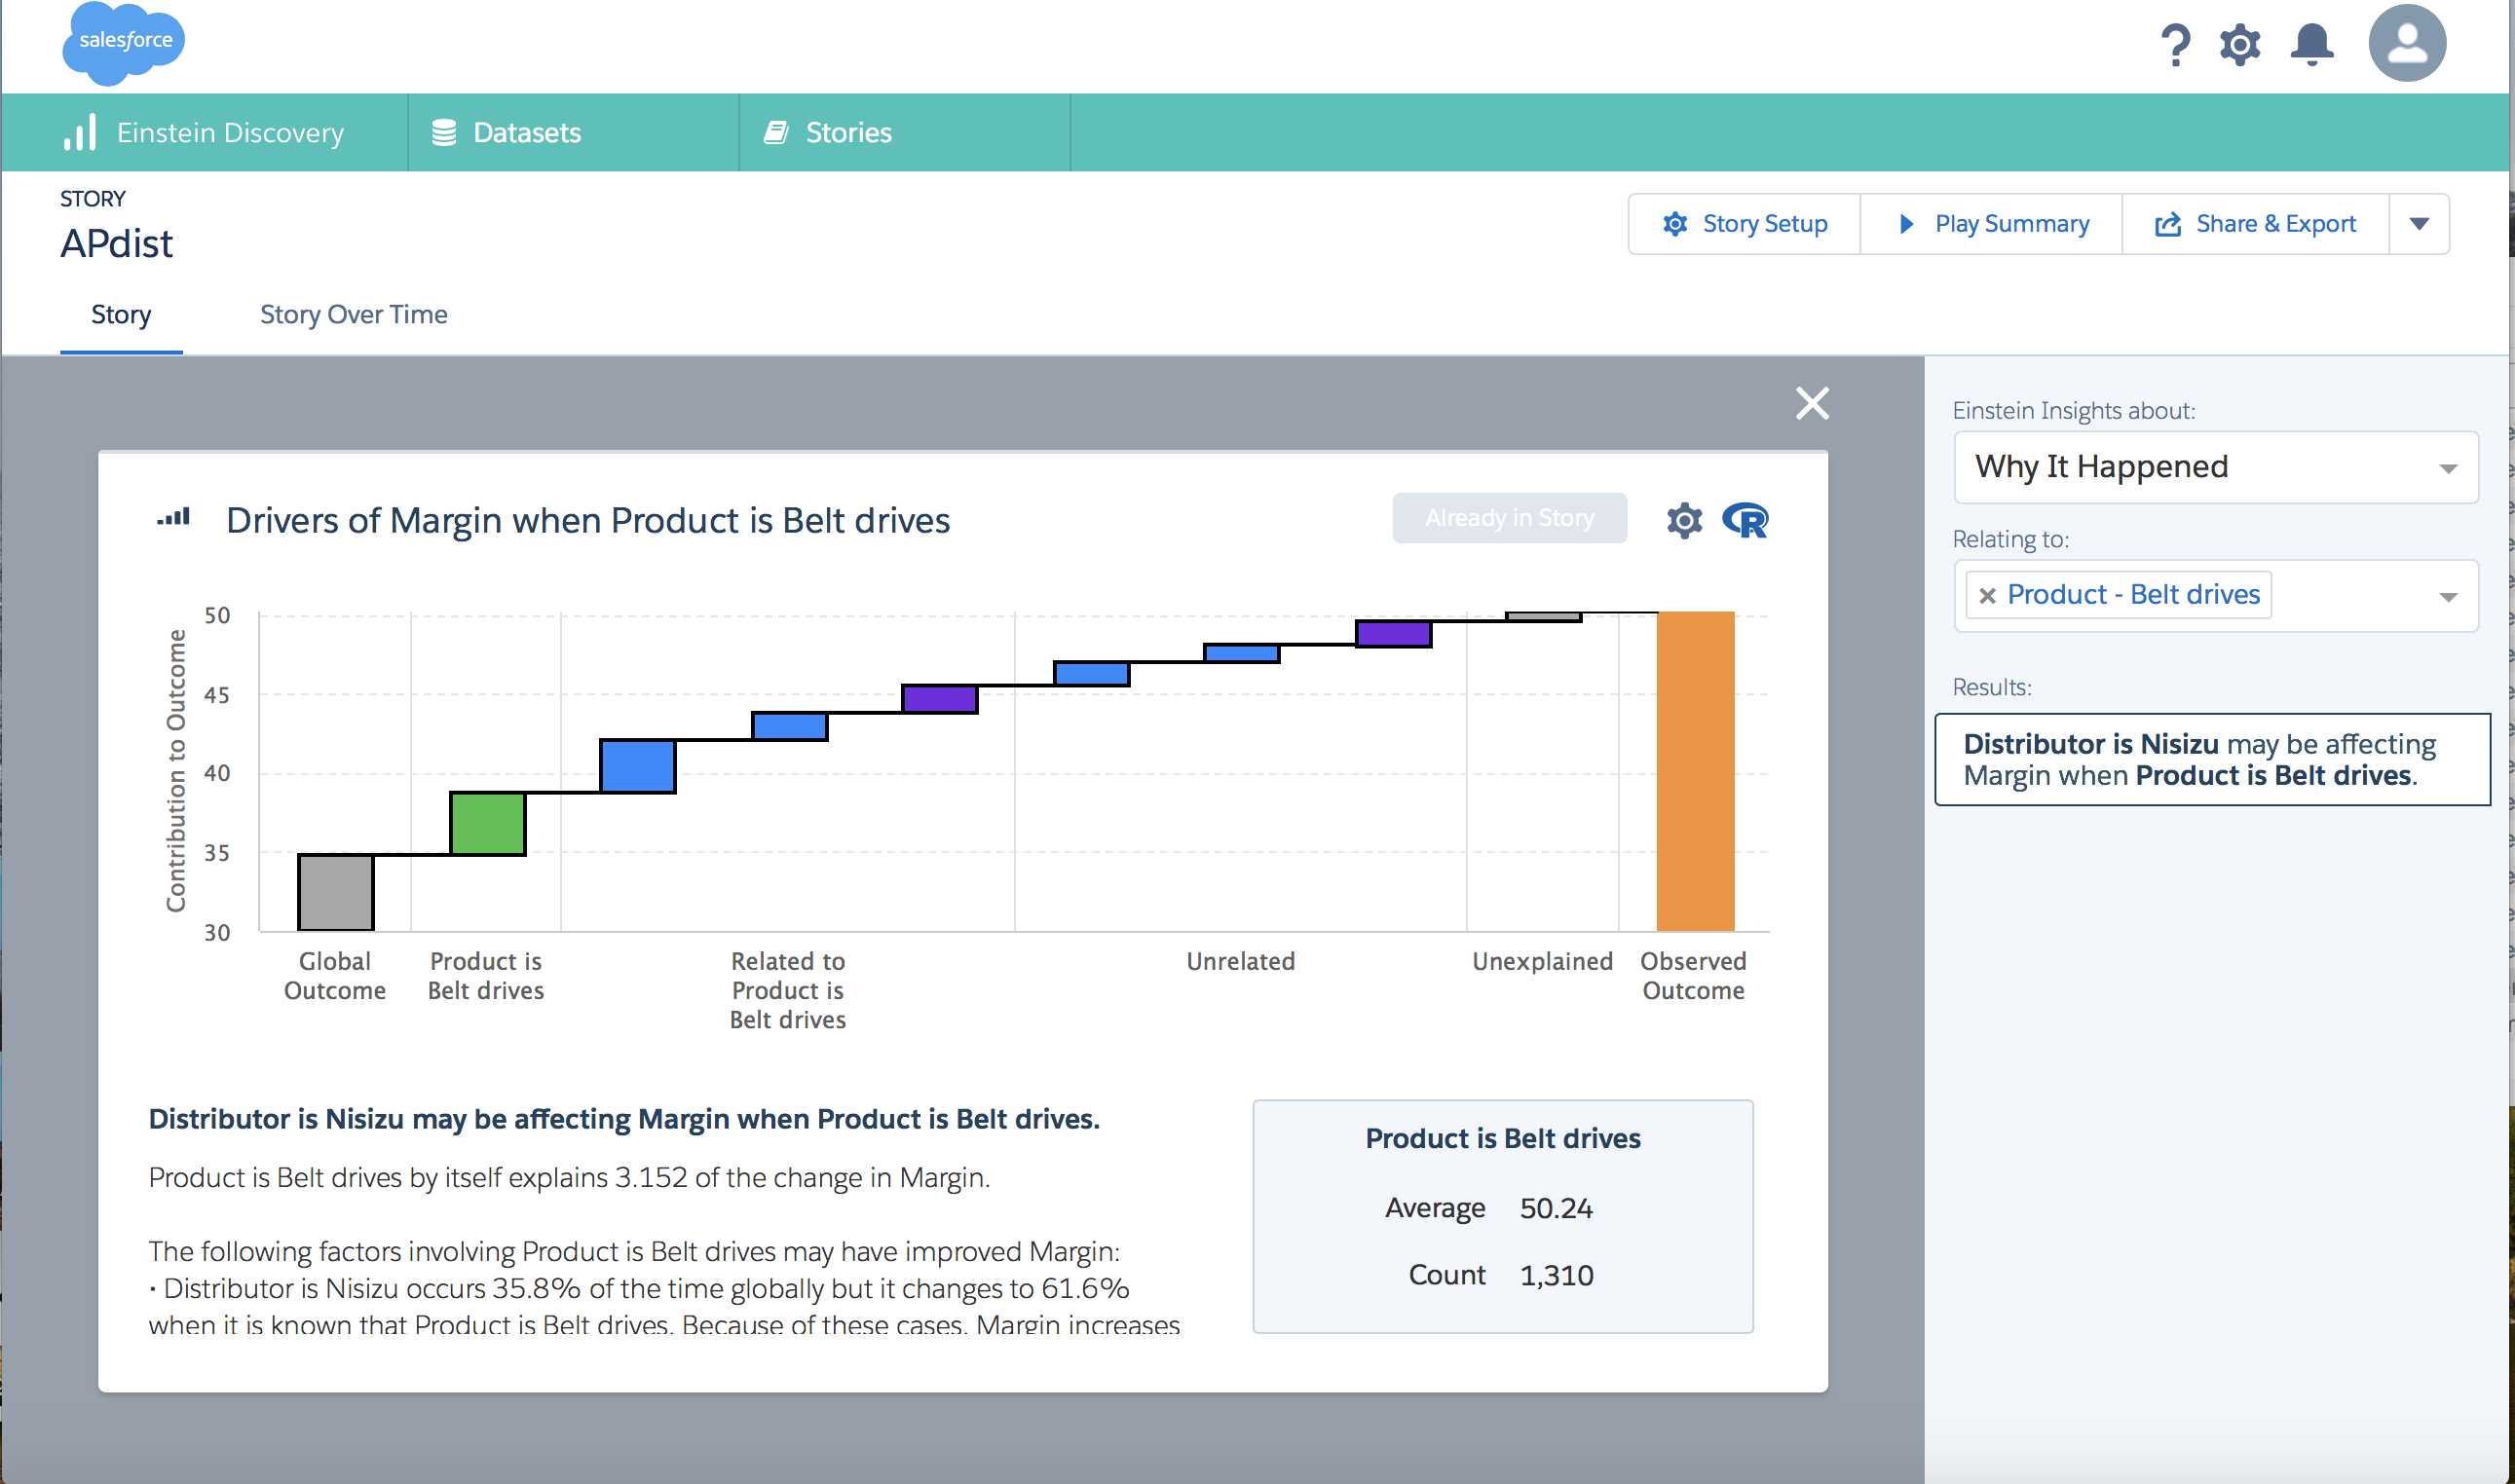 salesforce
Einstein Discovery
Datasets
Stories
STORY
APdist
Story Setup
Play Summary
Share & Export
Story
Story Over Time
Drivers of Margin when Product is Belt drives
Already in Story
R
Contribution to Outcome
50
45
40
35
30
Global
Outcome
Product is
Belt drives
Related to
Product is
Belt drives
Unrelated
Unexplained
Observed
Outcome
Distributor is Nisizu may be affecting Margin when Product is Belt drives.
Product is Belt drives by itself explains 3.152 of the change in Margin.
The following factors involving Product is Belt drives may have improved Margin:
· Distributor is Nisizu occurs 35.8% of the time globally but it changes to 61.6%
when it is known that Product is Belt drives. Because of these cases, Margin increases
Product is Belt drives
Average 50.24
Count 1,310
Einstein Insights about:
Why It Happened
Relating to:
× Product - Belt drives
Results:
Distributor is Nisizu may be affecting
Margin when Product is Belt drives.